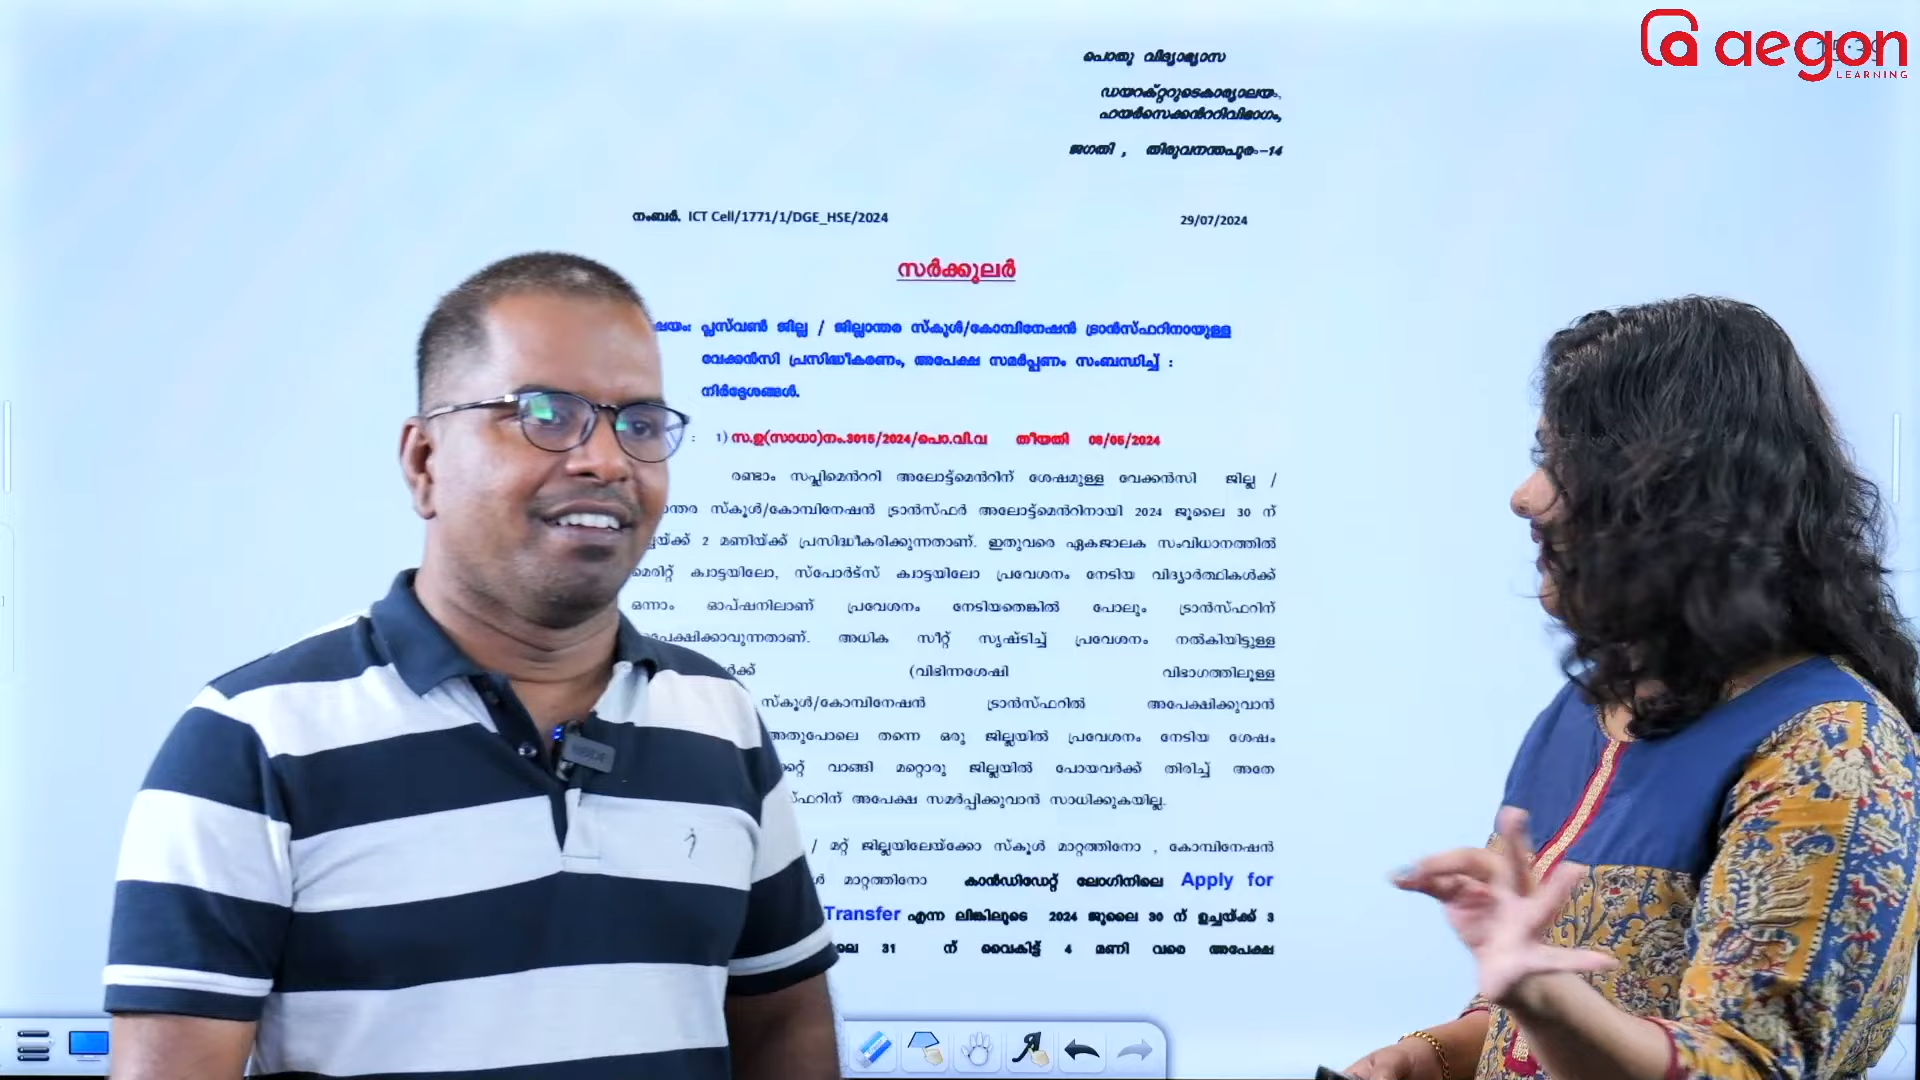 aegon
LEARNING
പൊതു വിദ്യാഭ്യാസ
ഡയറക്റ്ററുടെകാര്യാലയം,
ഹയർസെക്കൻററിവിഭാഗം,
ജഗതി , തിരുവനന്തപുരം-14
നംബർ. ICT Cell/1771/1/DGE_HSE/2024
29/07/2024
സർക്കുലർ
പ്ലസ്‌വൺ ജില്ല / ജില്ലാന്തര സ്കൂൾ/കോമ്പിനേഷൻ ട്രാൻസ്ഫറിനായുള്ള
വേക്കൻസി പ്രസിദ്ധീകരണം, അപേക്ഷ സമർപ്പണം സംബന്ധിച്ച് :
നിർദ്ദേശങ്ങൾ.
: 1) സ.ഉ(സാധാ)നം.3015/2024/പൊ.വി.വ തീയതി 08/05/2024
രണ്ടാം സപ്ലിമെൻററി അലോട്ട്മെൻറിന് ശേഷമുള്ള വേക്കൻസി ജില്ല /
സ്കൂൾ/കോമ്പിനേഷൻ ട്രാൻസ്ഫർ അലോട്ട്മെൻറിനായി 2024 ജൂലൈ 30 ന്
2 മണിയ്ക്ക് പ്രസിദ്ധീകരിക്കുന്നതാണ്. ഇതുവരെ ഏകജാലക സംവിധാനത്തിൽ
മെരിറ്റ് ക്വാട്ടയിലോ, സ്പോർട്സ് ക്വാട്ടയിലോ പ്രവേശനം നേടിയ വിദ്യാർത്ഥികൾക്ക്
ഒന്നാം ഓപ്ഷനിലാണ് പ്രവേശനം നേടിയതെങ്കിൽ പോലും ട്രാൻസ്ഫറിന്
അധിക സീറ്റ് സൃഷ്ടിച്ച് പ്രവേശനം നൽകിയിട്ടുള്ള
(വിഭിന്നശേഷി വിഭാഗത്തിലുള്ള
സ്കൂൾ/കോമ്പിനേഷൻ ട്രാൻസ്ഫറിൽ അപേക്ഷിക്കുവാൻ
അതുപോലെ തന്നെ ഒരു ജില്ലയിൽ പ്രവേശനം നേടിയ ശേഷം
വാങ്ങി മറ്റൊരു ജില്ലയിൽ പോയവർക്ക് തിരിച്ച് അതേ
അപേക്ഷ സമർപ്പിക്കുവാൻ സാധിക്കുകയില്ല.
/ മറ്റ് ജില്ലയിലേയ്ക്കോ സ്കൂൾ മാറ്റത്തിനോ , കോമ്പിനേഷൻ
മാറ്റത്തിനോ കാൻഡിഡേറ്റ് ലോഗിനിലെ Apply for
Transfer എന്ന ലിങ്കിലൂടെ 2024 ജൂലൈ 30 ന് ഉച്ചയ്ക്ക് 3
31 ന് വൈകിട്ട് 4 മണി വരെ അപേക്ഷ